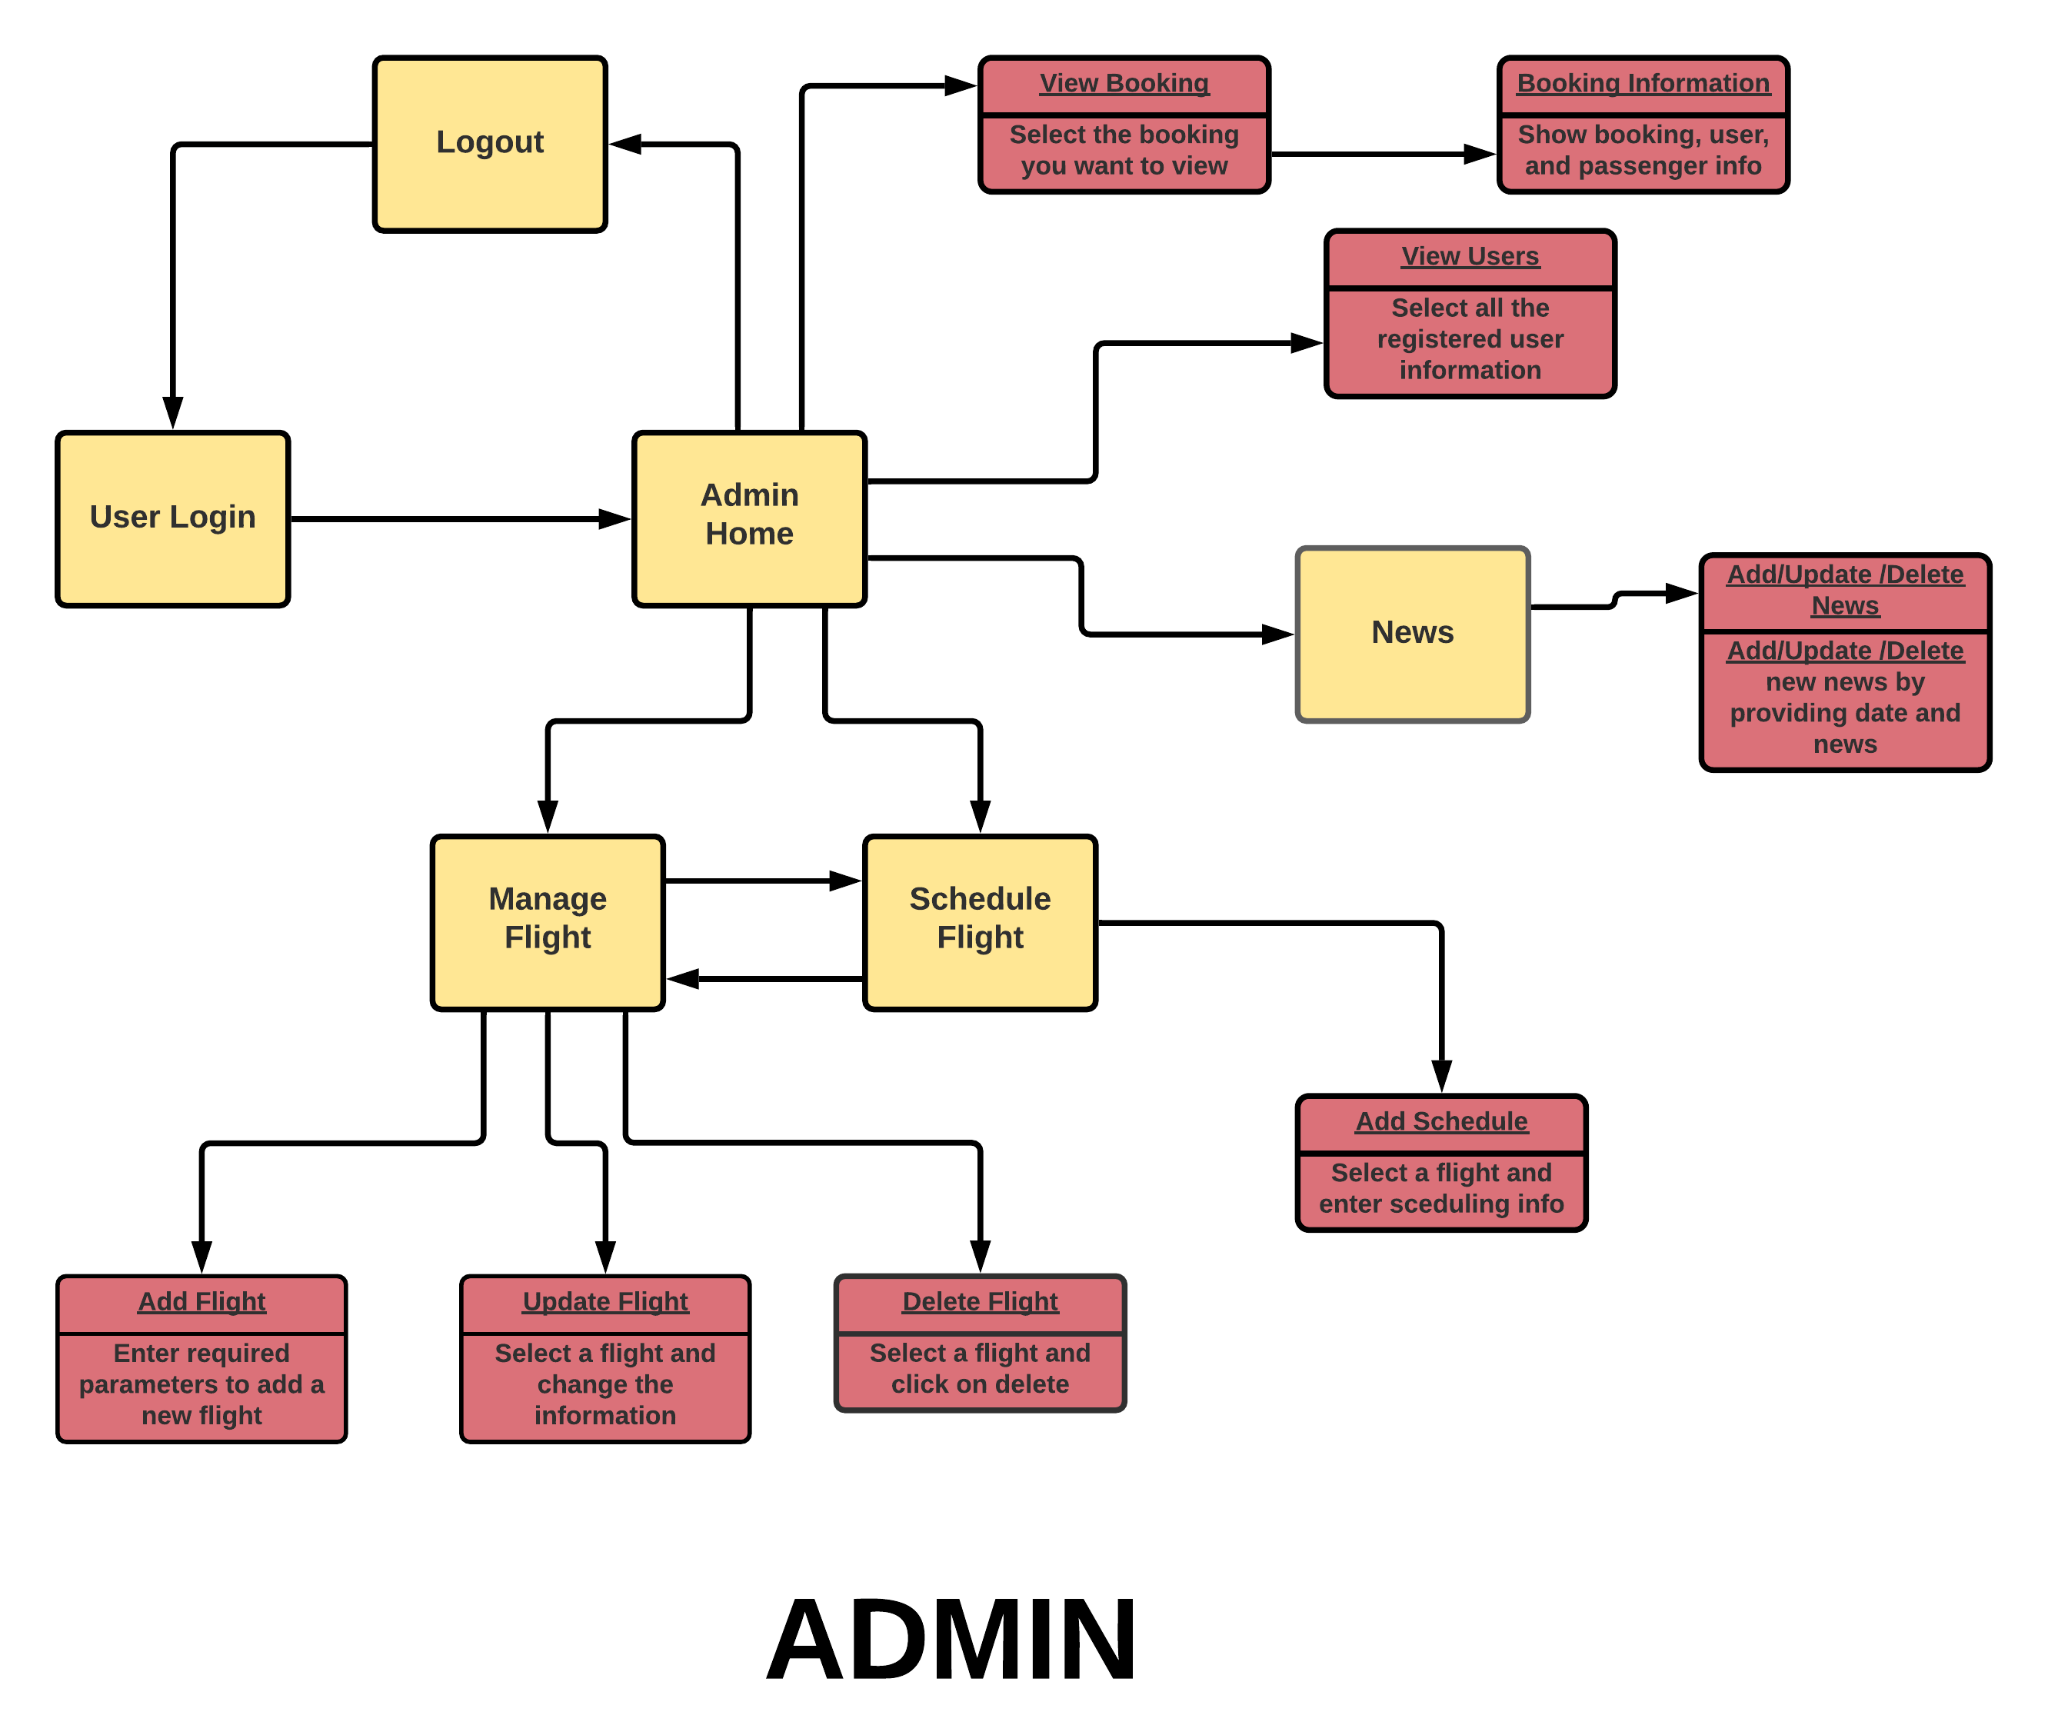 Logout
View Booking
Select the booking
you want to view
Booking Information
Show booking, user,
and passenger info
View Users
Select all the
registered user
information
User Login
Admin
Home
News
Add/Update /Delete
News
Add/Update /Delete
new news by
providing date and
news
Manage
Flight
Schedule
Flight
Add Schedule
Select a flight and
enter sceduling info
Add Flight
Enter required
parameters to add a
new flight
Update Flight
Select a flight and
change the
information
Delete Flight
Select a flight and
click on delete
ADMIN